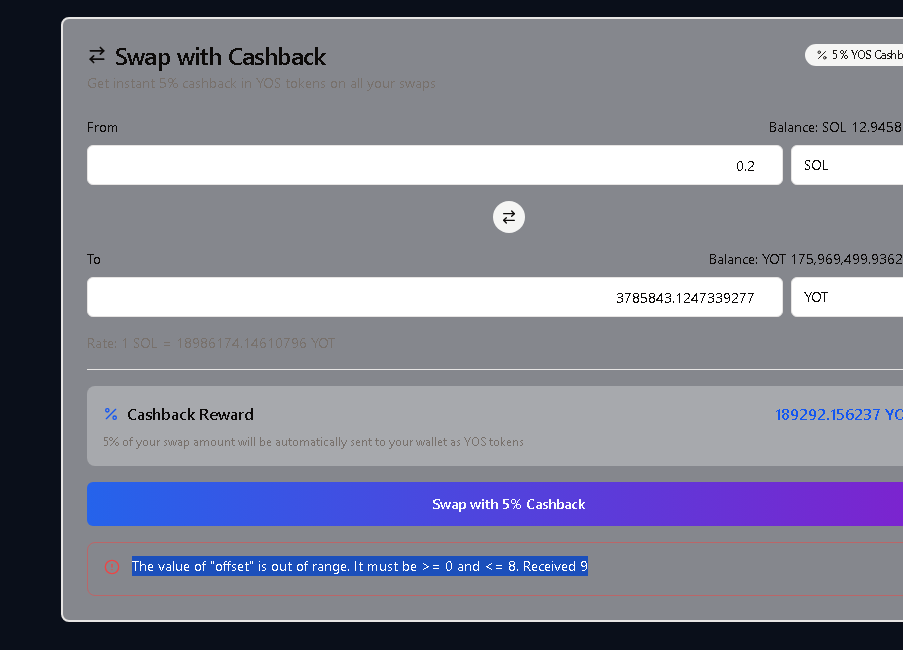 Swap with Cashback
% 5% YOS Cashb
Get instant 5% cashback in YOS tokens on all your swaps
From
Balance: SOL 12.9458
0.2
SOL
To
Balance: YOT 175,969,499.9362
3785843.1247339277
YOT
Rate: 1 SOL = 18986174.14610796 YOT
% Cashback Reward
189292.156237 YO
5% of your swap amount will be automatically sent to your wallet as YOS tokens
Swap with 5% Cashback
The value of "offset" is out of range. It must be >= 0 and <= 8. Received 9